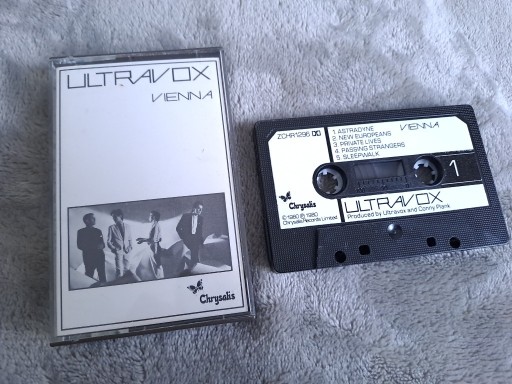 ULTRAVOX
VIENNA
Chrysalis
ZCHR1296
VIENNA
1. ASTRADYNE
2. NEW EUROPEANS
3. PRIVATE LIVES
4. PASSING STRANGERS
5. SLEEPWALK
1
Chrysalis
© 1980 ℗ 1980
Chrysalis Records Limited
ULTRAVOX
Produced by Ultravox and Conny Plank